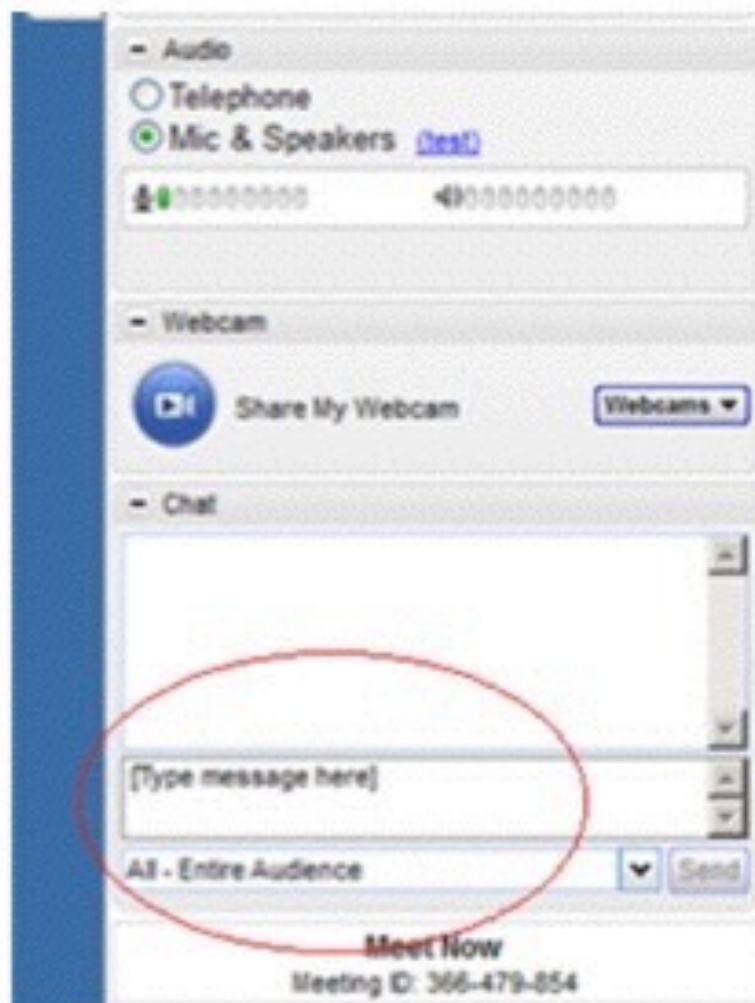 - Audio
Telephone
Mic & Speakers (test)
- Webcam
Share My Webcam
Webcams
- Chat
[Type message here]
All - Entire Audience
Send
Meet Now
Meeting ID: 366-479-854